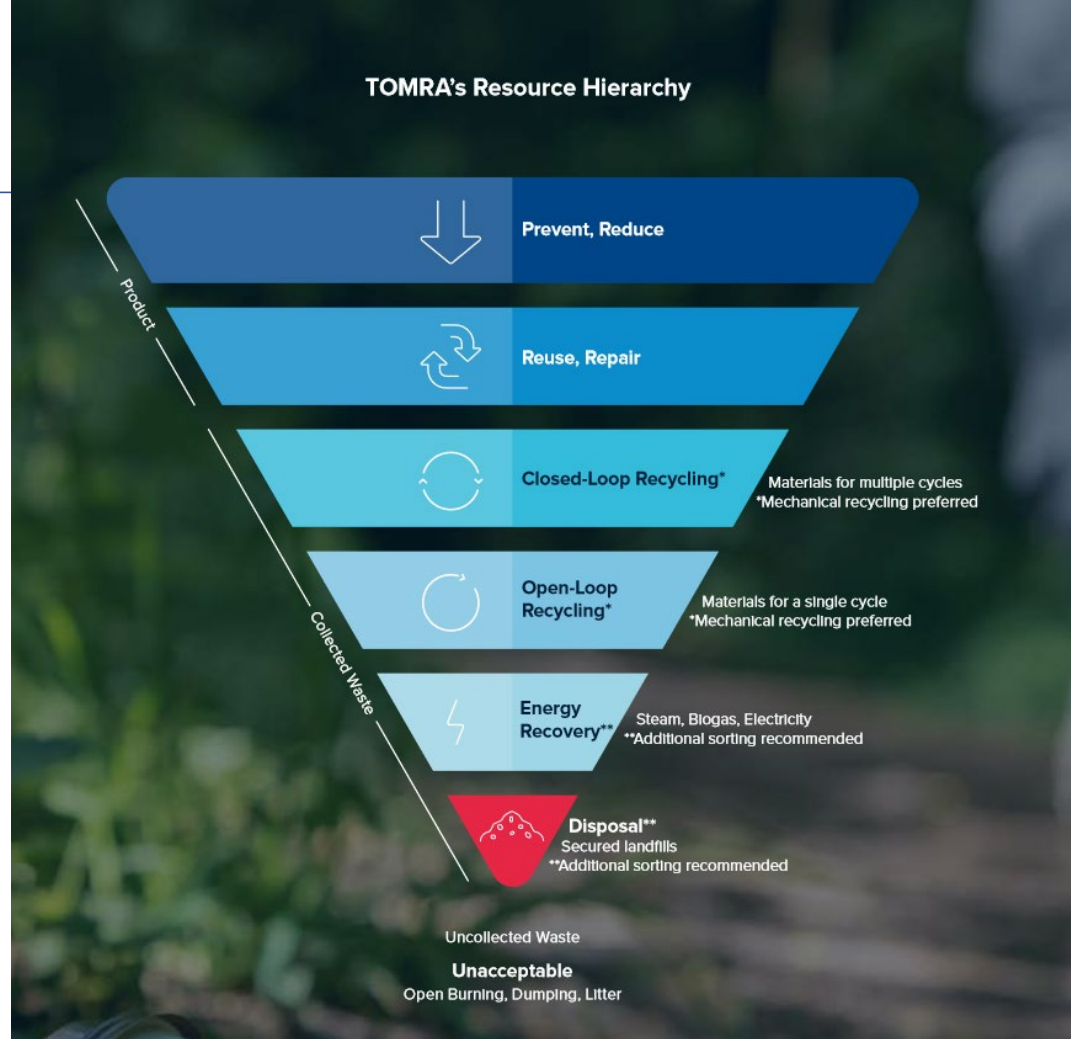 TOMRA's Resource Hierarchy
Product
Prevent, Reduce
Reuse, Repair
Collected Waste
Closed-Loop Recycling*
Materials for multiple cycles
*Mechanical recycling preferred
Open-Loop
Recycling*
Materials for a single cycle
*Mechanical recycling preferred
Energy
Recovery**
Steam, Biogas, Electricity
**Additional sorting recommended
Disposal**
Secured landfills
**Additional sorting recommended
Uncollected Waste
Unacceptable
Open Burning, Dumping, Litter